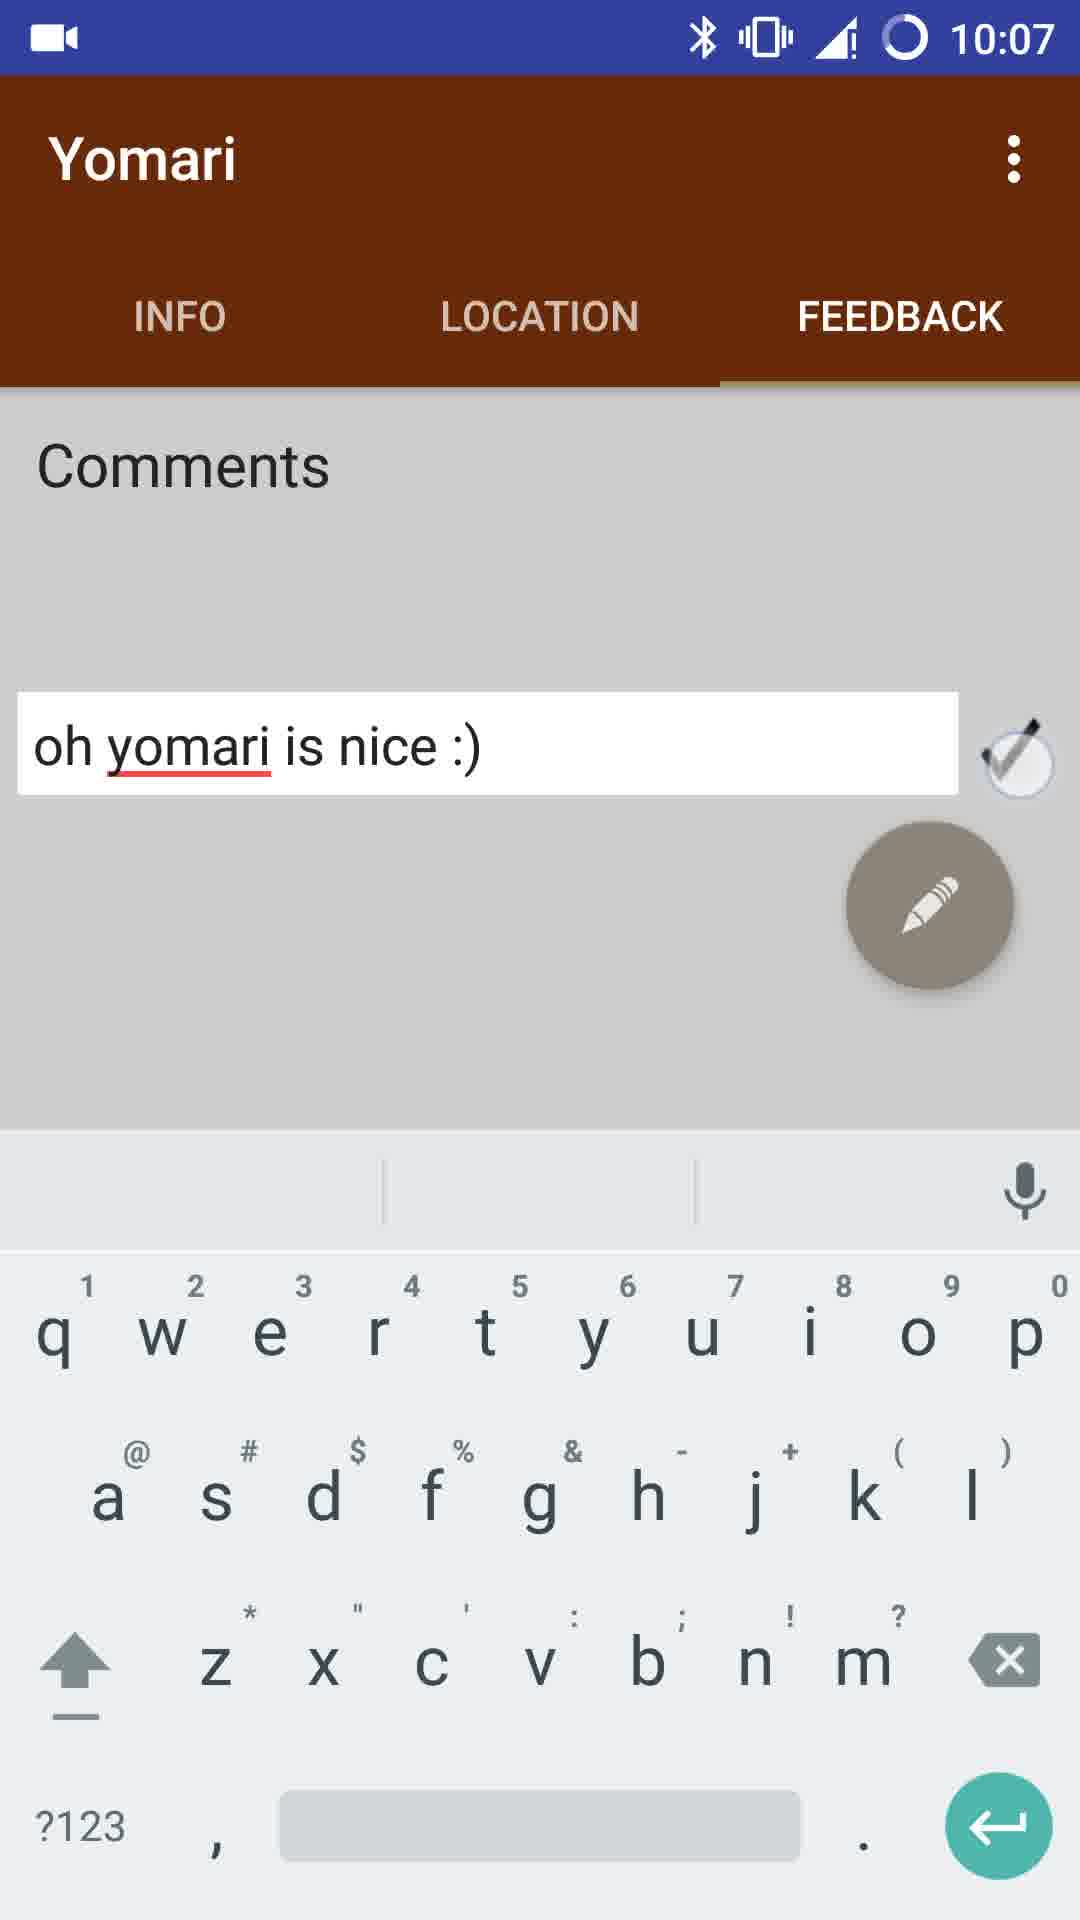 10:07
Yomari
INFO LOCATION FEEDBACK
Comments
oh yomari is nice :)
1 2 3 4 5 6 7 8 9 0
q w e r t y u i o p
@ # $ % & - + ( )
a s d f g h j k l
* " ' : ; ! ?
z x c v b n m
?123 , .